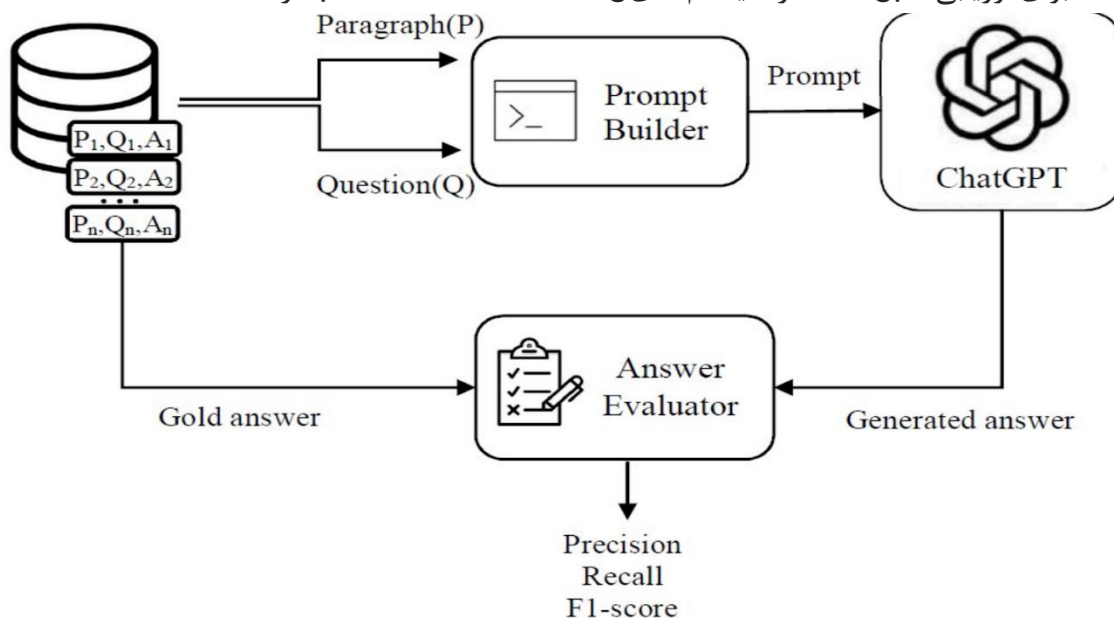 Paragraph(P)
Prompt
Builder
Prompt
ChatGPT
P1,Q1,A1
P2,Q2,A2
...
Pn,Qn,An
Question(Q)
Answer
Evaluator
Gold answer
Generated answer
Precision
Recall
F1-score